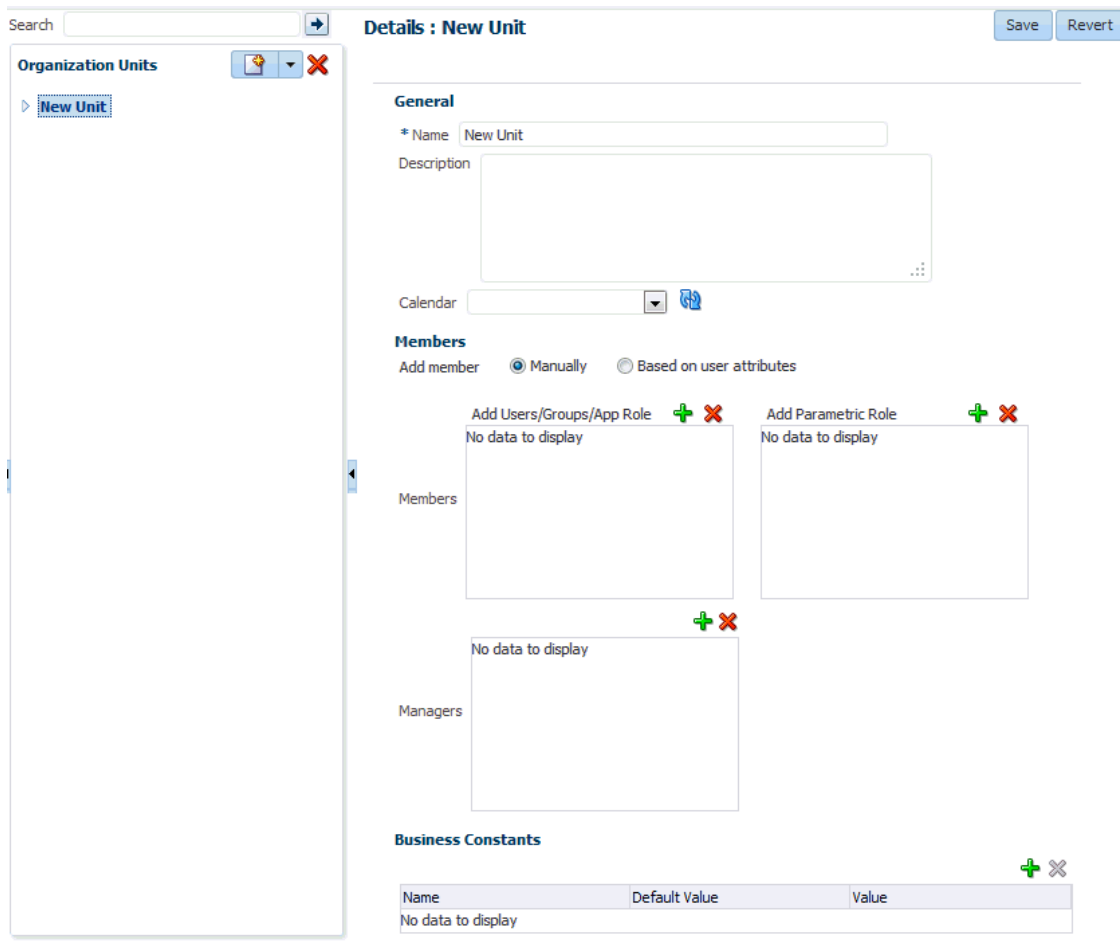 Search
Organization Units
New Unit
Details : New Unit
Save Revert
General
* Name New Unit
Description
Calendar
Members
Add member Manually Based on user attributes
Add Users/Groups/App Role Add Parametric Role
No data to display No data to display
Members
No data to display
Managers
Business Constants
Name Default Value Value
No data to display